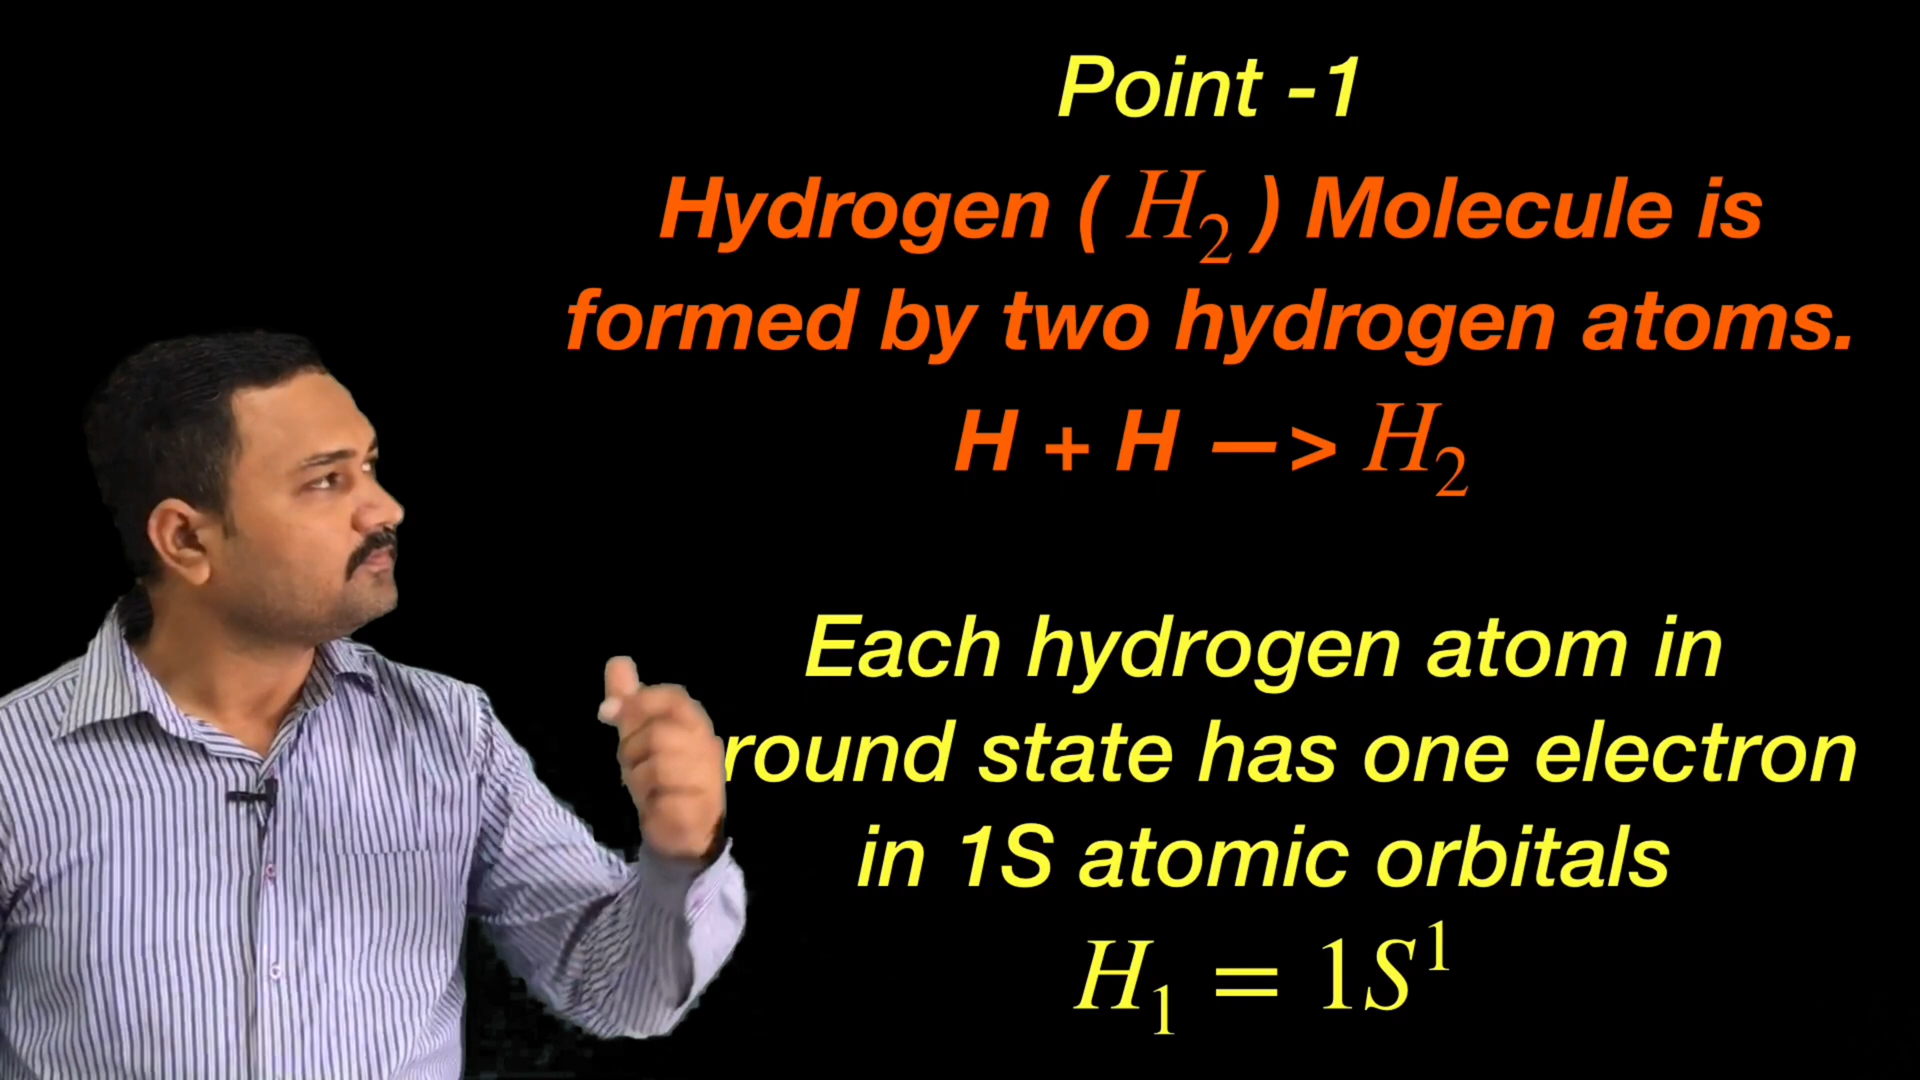 Point -1
Hydrogen ( H₂ ) Molecule is
formed by two hydrogen atoms.
H + H —> H₂
Each hydrogen atom in
round state has one electron
in 1S atomic orbitals
H₁ = 1S¹